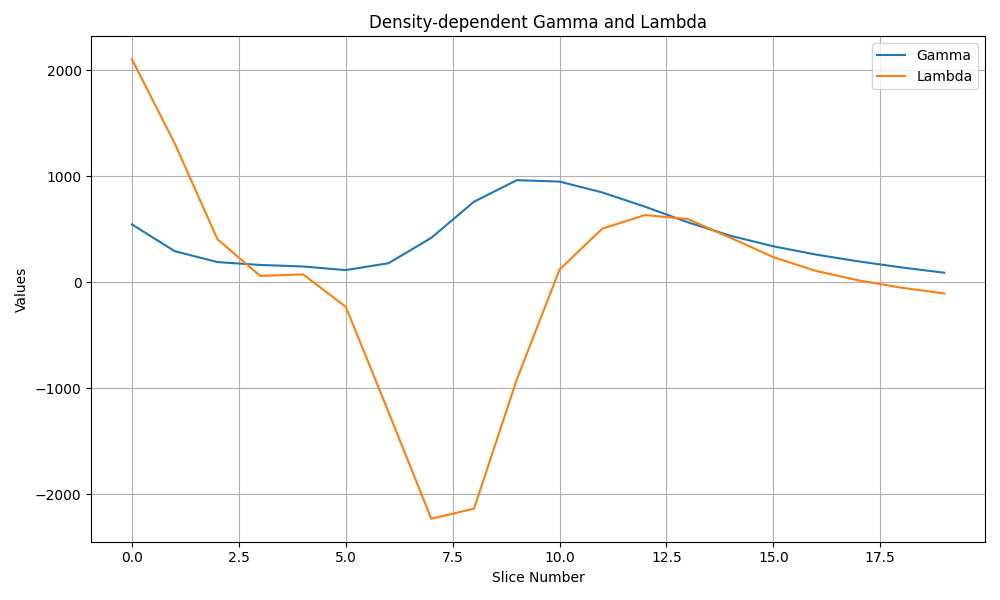 Density-dependent Gamma and Lambda
Gamma
Lambda
2000
1000
0
−1000
−2000
Values
0.0 2.5 5.0 7.5 10.0 12.5 15.0 17.5
Slice Number